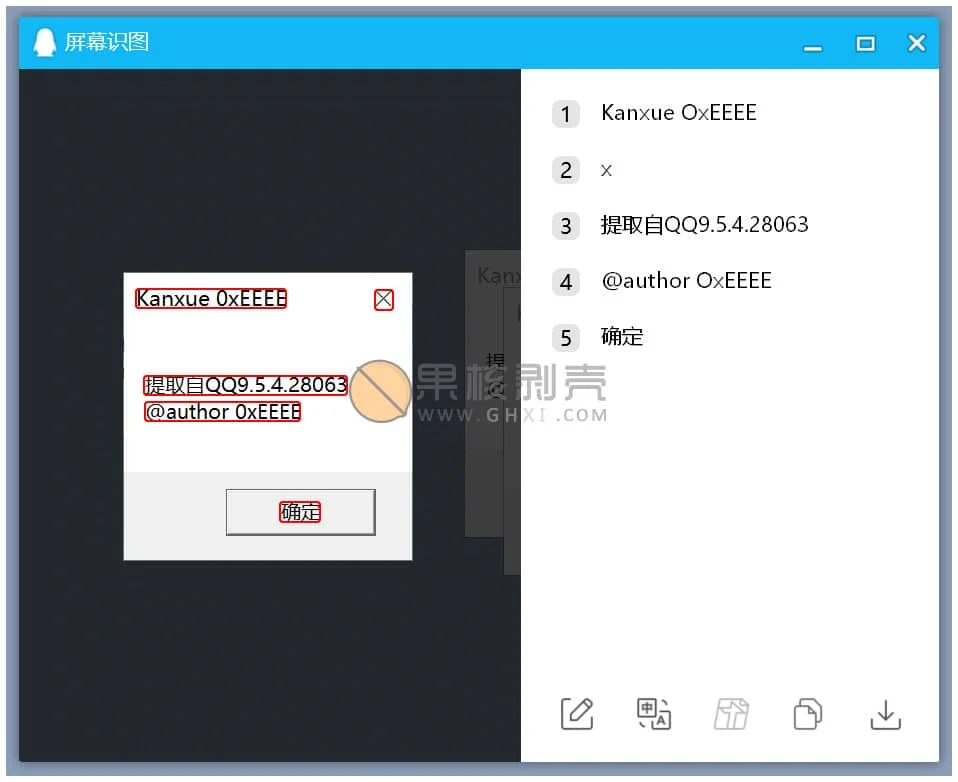 屏幕识图
Kanxue 0xEEEE
提取自QQ9.5.4.28063
@author 0xEEEE
确定
Kanx
提
@
果核剥壳
WWW.GHXI.COM
1 Kanxue OxEEEE
2 x
3 提取自QQ9.5.4.28063
4 @author OxEEEE
5 确定
中 A